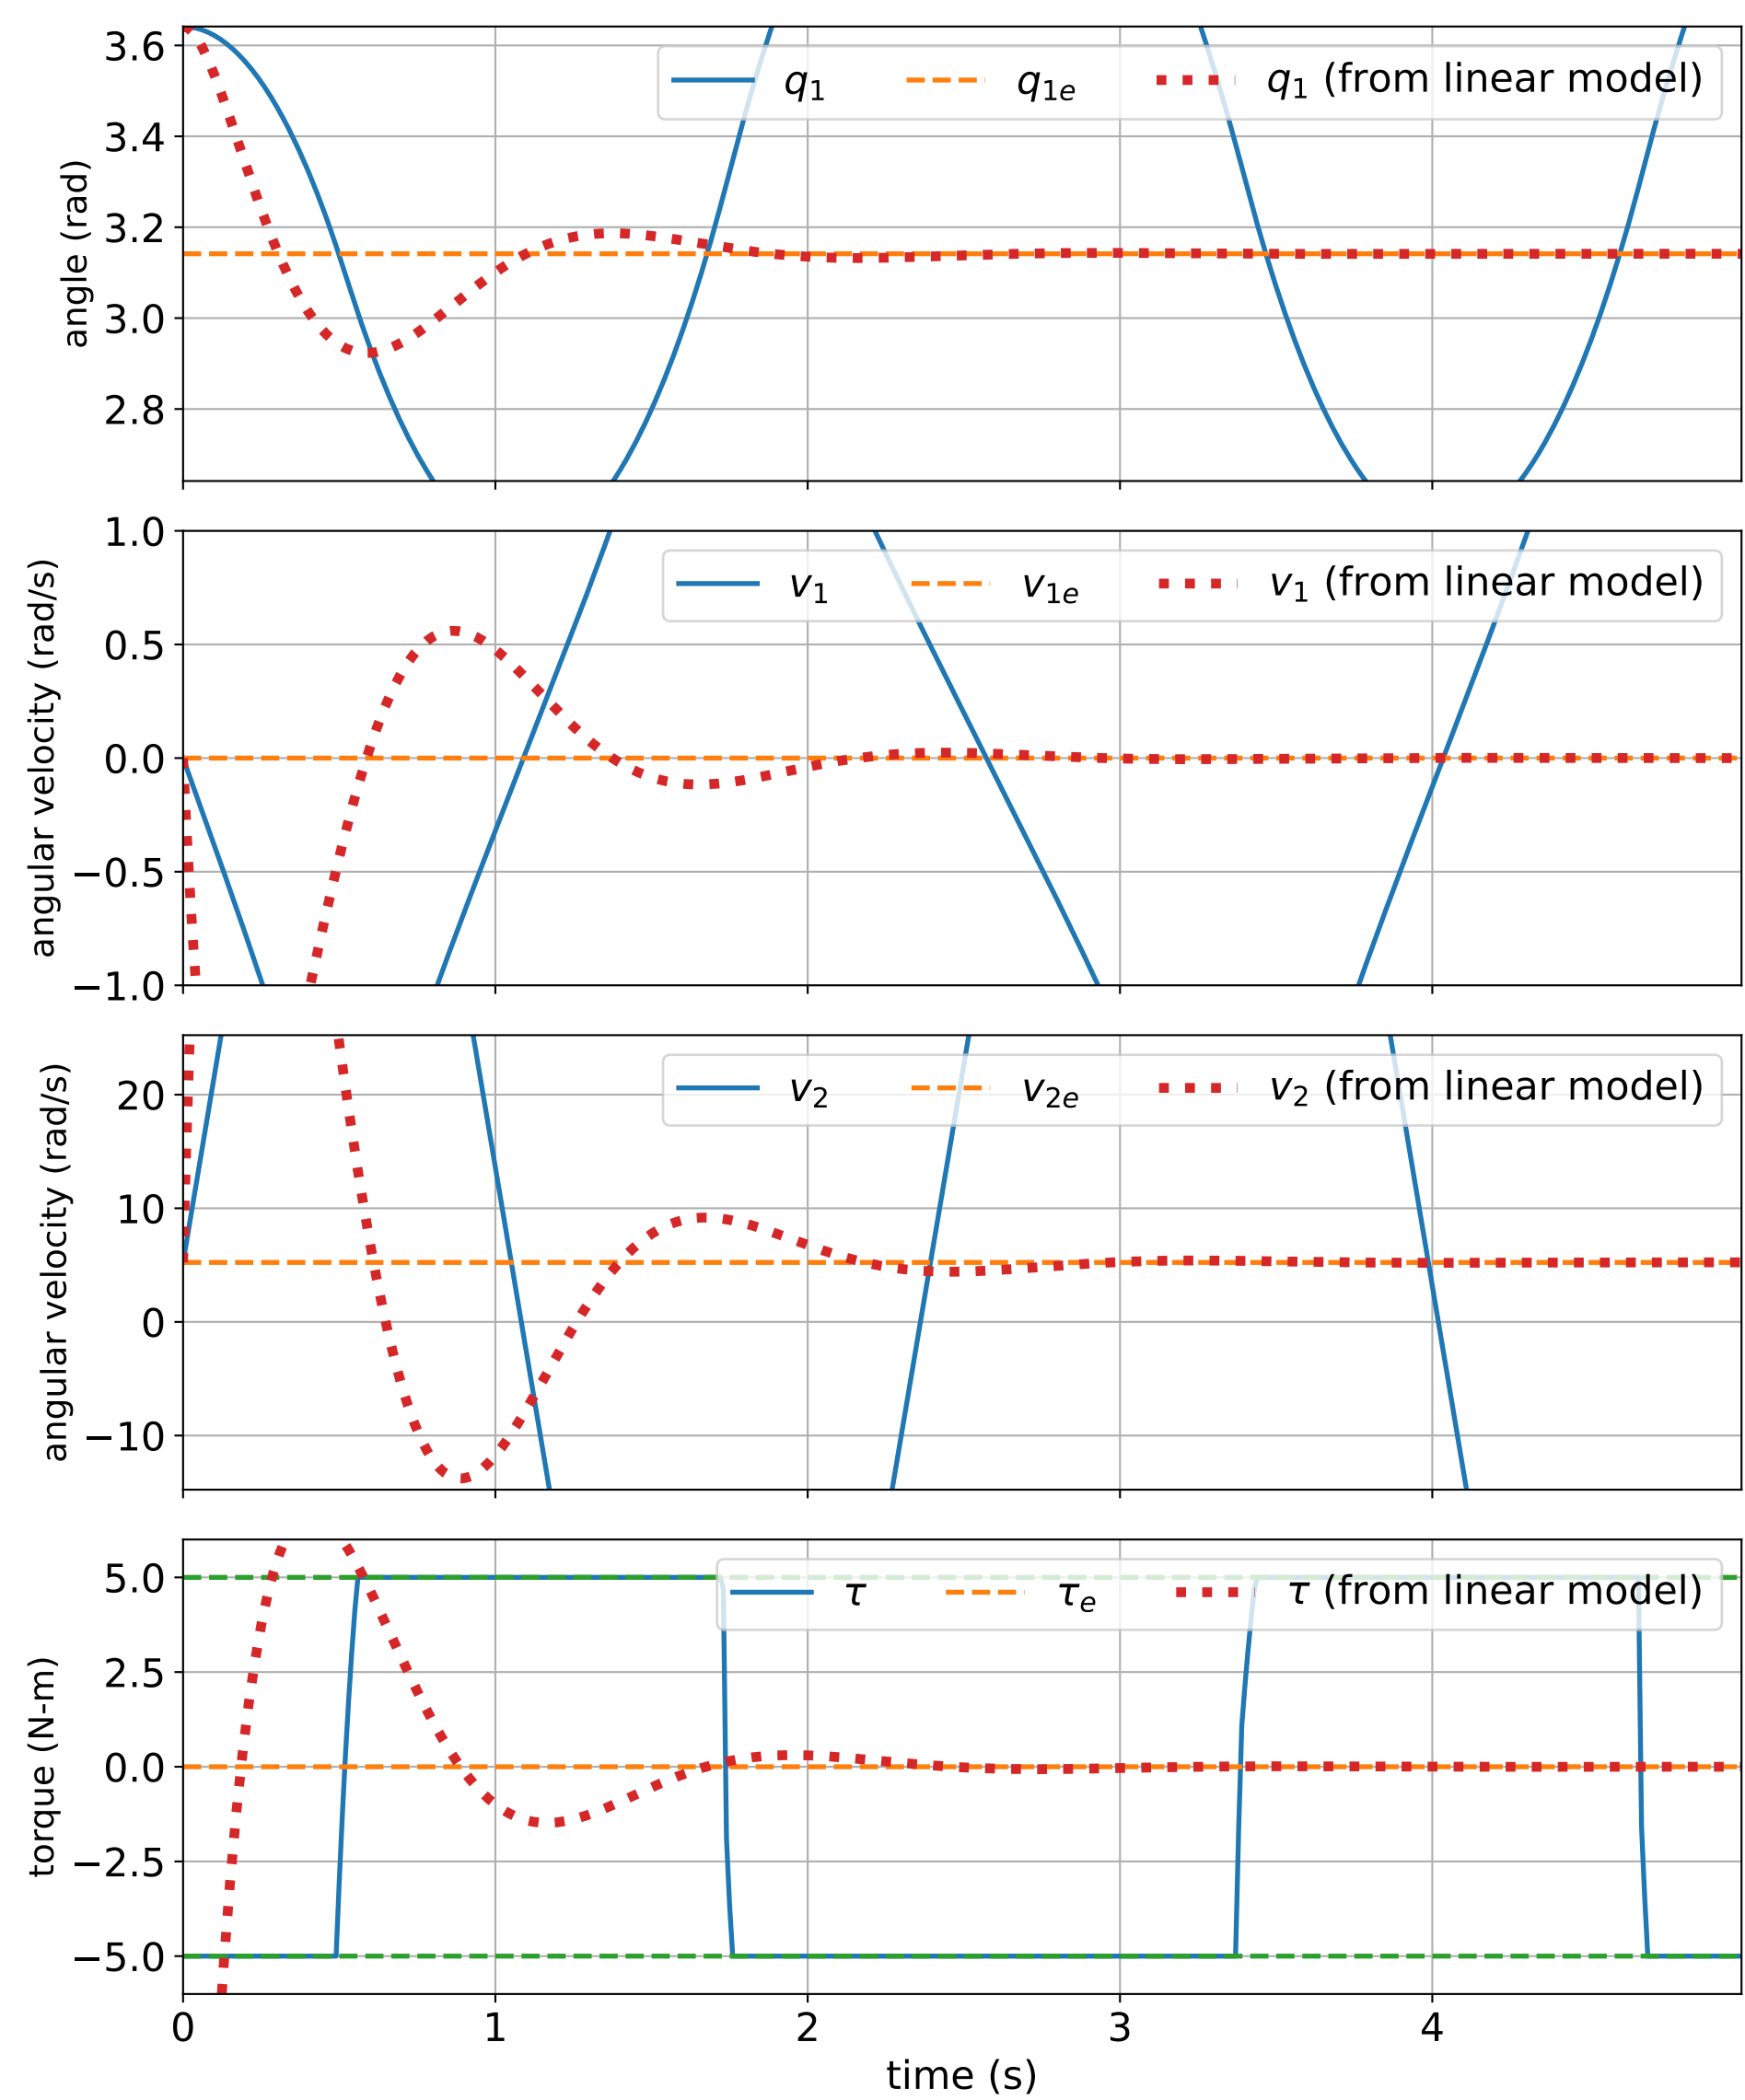 angle (rad)
3.6
3.4
3.2
3.0
2.8
q₁ q₁ₑ q₁ (from linear model)
angular velocity (rad/s)
1.0
0.5
0.0
−0.5
−1.0
v₁ v₁ₑ v₁ (from linear model)
angular velocity (rad/s)
20
10
0
−10
v₂ v₂ₑ v₂ (from linear model)
torque (N-m)
5.0
2.5
0.0
−2.5
−5.0
τ τₑ τ (from linear model)
0 1 2 3 4
time (s)